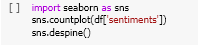 [ ] import seaborn as sns
sns.countplot(df['sentiments'])
sns.despine()